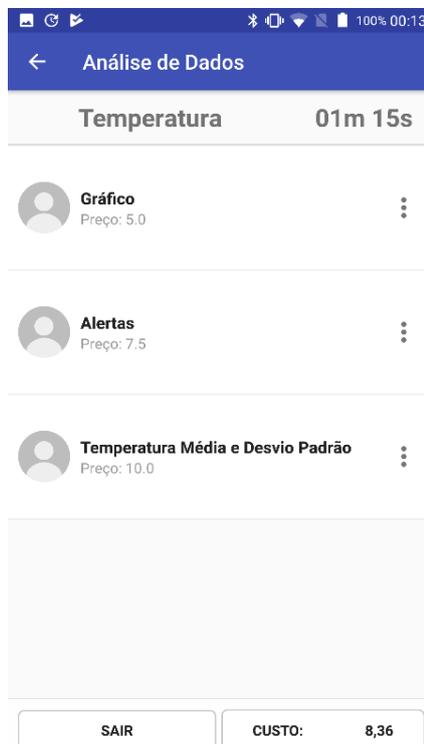 100% 00:13
Análise de Dados
Temperatura 01m 15s
Gráfico
Preço: 5.0
Alertas
Preço: 7.5
Temperatura Média e Desvio Padrão
Preço: 10.0
SAIR CUSTO: 8,36